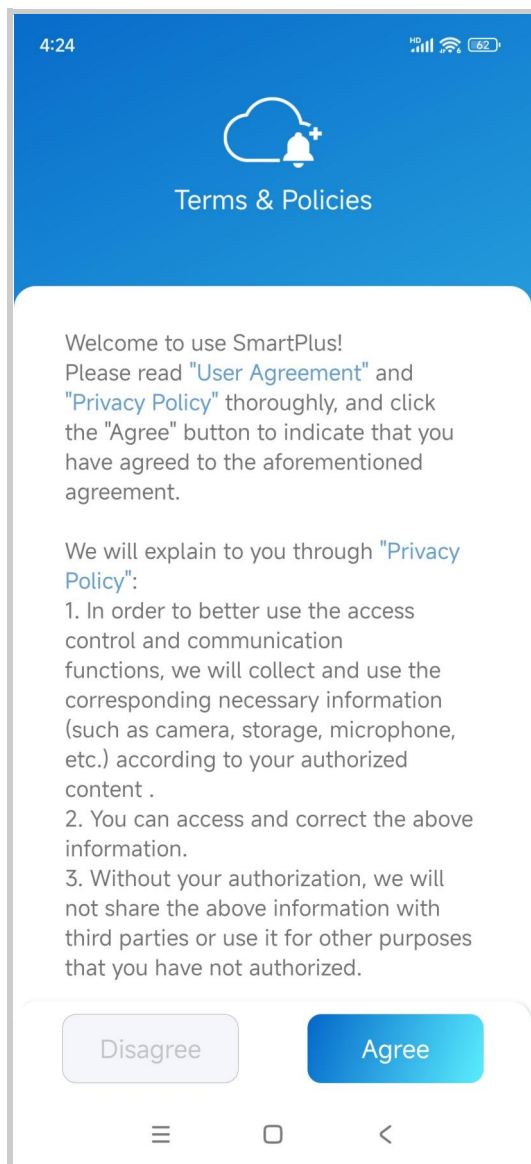 4:24
HD
62
Terms & Policies
Welcome to use SmartPlus!
Please read "User Agreement" and
"Privacy Policy" thoroughly, and click
the "Agree" button to indicate that you
have agreed to the aforementioned
agreement.
We will explain to you through "Privacy
Policy":
1. In order to better use the access
control and communication
functions, we will collect and use the
corresponding necessary information
(such as camera, storage, microphone,
etc.) according to your authorized
content .
2. You can access and correct the above
information.
3. Without your authorization, we will
not share the above information with
third parties or use it for other purposes
that you have not authorized.
Disagree
Agree